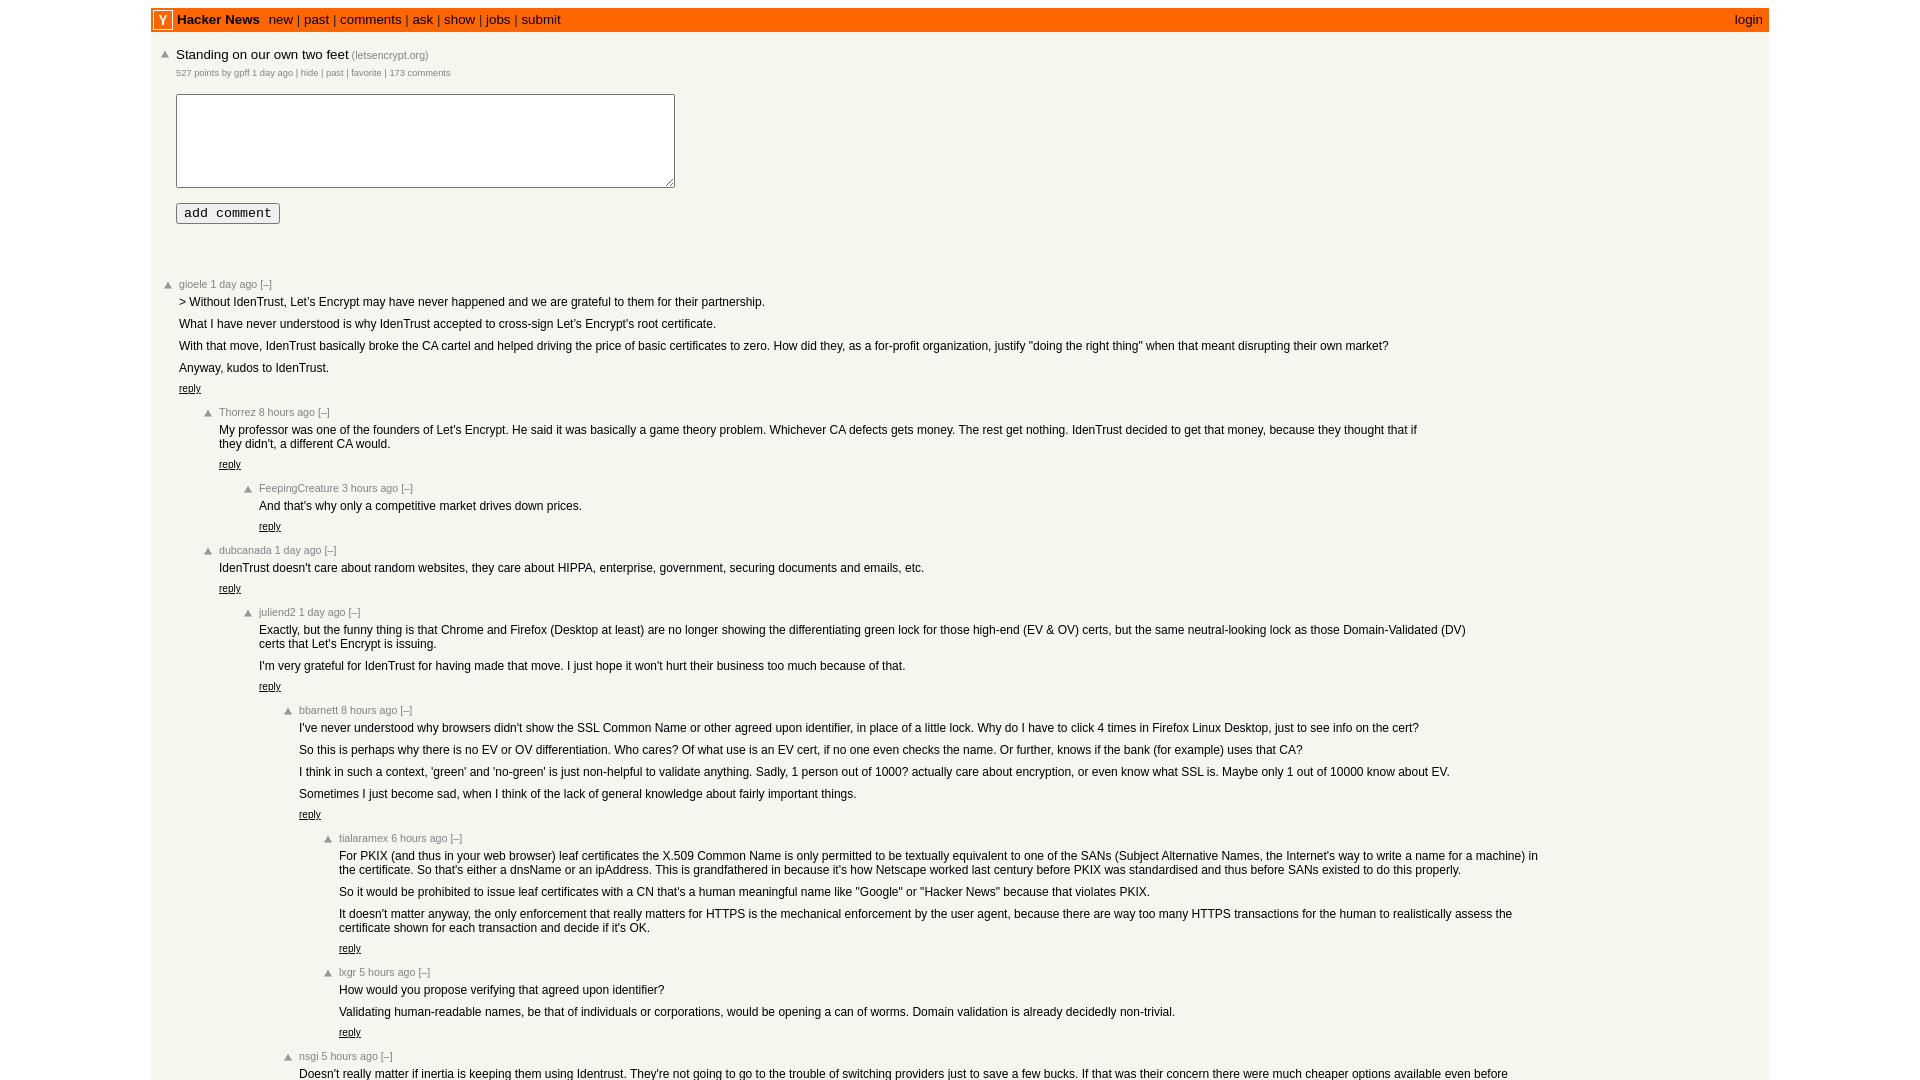 Y Hacker News new | past | comments | ask | show | jobs | submit login
Standing on our own two feet (letsencrypt.org)
527 points by gpff 1 day ago | hide | past | favorite | 173 comments
add comment
gioele 1 day ago [–]
> Without IdenTrust, Let’s Encrypt may have never happened and we are grateful to them for their partnership.
What I have never understood is why IdenTrust accepted to cross-sign Let’s Encrypt's root certificate.
With that move, IdenTrust basically broke the CA cartel and helped driving the price of basic certificates to zero. How did they, as a for-profit organization, justify "doing the right thing" when that meant disrupting their own market?
Anyway, kudos to IdenTrust.
reply
Thorrez 8 hours ago [–]
My professor was one of the founders of Let's Encrypt. He said it was basically a game theory problem. Whichever CA defects gets money. The rest get nothing. IdenTrust decided to get that money, because they thought that if
they didn't, a different CA would.
reply
FeepingCreature 3 hours ago [–]
And that's why only a competitive market drives down prices.
reply
dubcanada 1 day ago [–]
IdenTrust doesn't care about random websites, they care about HIPPA, enterprise, government, securing documents and emails, etc.
reply
juliend2 1 day ago [–]
Exactly, but the funny thing is that Chrome and Firefox (Desktop at least) are no longer showing the differentiating green lock for those high-end (EV & OV) certs, but the same neutral-looking lock as those Domain-Validated (DV)
certs that Let's Encrypt is issuing.
I'm very grateful for IdenTrust for having made that move. I just hope it won't hurt their business too much because of that.
reply
bbarnett 8 hours ago [–]
I've never understood why browsers didn't show the SSL Common Name or other agreed upon identifier, in place of a little lock. Why do I have to click 4 times in Firefox Linux Desktop, just to see info on the cert?
So this is perhaps why there is no EV or OV differentiation. Who cares? Of what use is an EV cert, if no one even checks the name. Or further, knows if the bank (for example) uses that CA?
I think in such a context, 'green' and 'no-green' is just non-helpful to validate anything. Sadly, 1 person out of 1000? actually care about encryption, or even know what SSL is. Maybe only 1 out of 10000 know about EV.
Sometimes I just become sad, when I think of the lack of general knowledge about fairly important things.
reply
tialaramex 6 hours ago [–]
For PKIX (and thus in your web browser) leaf certificates the X.509 Common Name is only permitted to be textually equivalent to one of the SANs (Subject Alternative Names, the Internet's way to write a name for a machine) in
the certificate. So that's either a dnsName or an ipAddress. This is grandfathered in because it's how Netscape worked last century before PKIX was standardised and thus before SANs existed to do this properly.
So it would be prohibited to issue leaf certificates with a CN that's a human meaningful name like "Google" or "Hacker News" because that violates PKIX.
It doesn't matter anyway, the only enforcement that really matters for HTTPS is the mechanical enforcement by the user agent, because there are way too many HTTPS transactions for the human to realistically assess the
certificate shown for each transaction and decide if it's OK.
reply
lxgr 5 hours ago [–]
How would you propose verifying that agreed upon identifier?
Validating human-readable names, be that of individuals or corporations, would be opening a can of worms. Domain validation is already decidedly non-trivial.
reply
nsgi 5 hours ago [–]
Doesn't really matter if inertia is keeping them using Identrust. They're not going to go to the trouble of switching providers just to save a few bucks. If that was their concern there were much cheaper options available even before